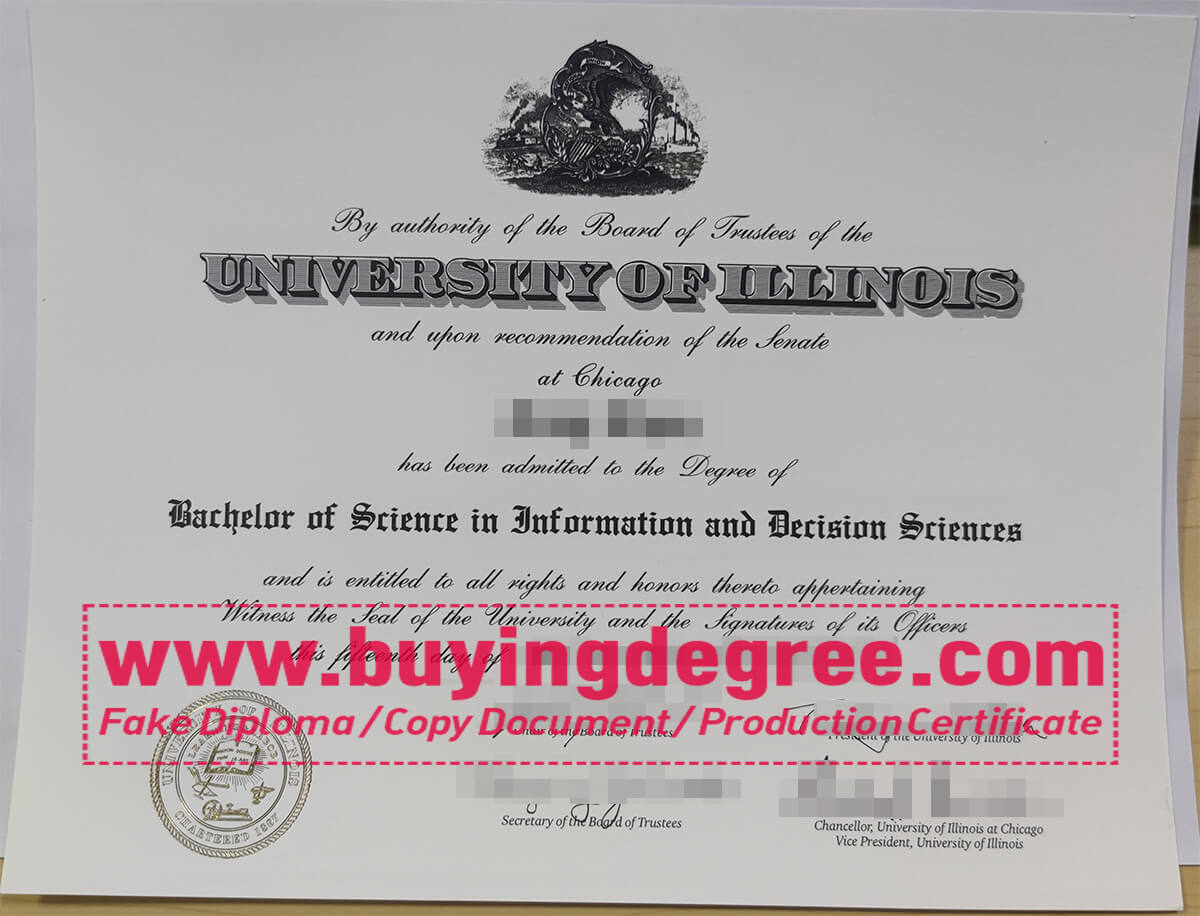 By authority of the Board of Trustees of the
UNIVERSITY OF ILLINOIS
and upon recommendation of the Senate
at Chicago
has been admitted to the Degree of
Bachelor of Science in Information and Decision Sciences
and is entitled to all rights and honors thereto appertaining
Witness the Seal of the University and the Signatures of its Officers
this fifteenth day of
www.buyingdegree.com
Fake Diploma / Copy Document / Production Certificate
Chair of the Board of Trustees
President of the University of Illinois
UNIVERSITY OF ILLINOIS
CHARTERED 1867
Secretary of the Board of Trustees
Chancellor, University of Illinois at Chicago
Vice President, University of Illinois